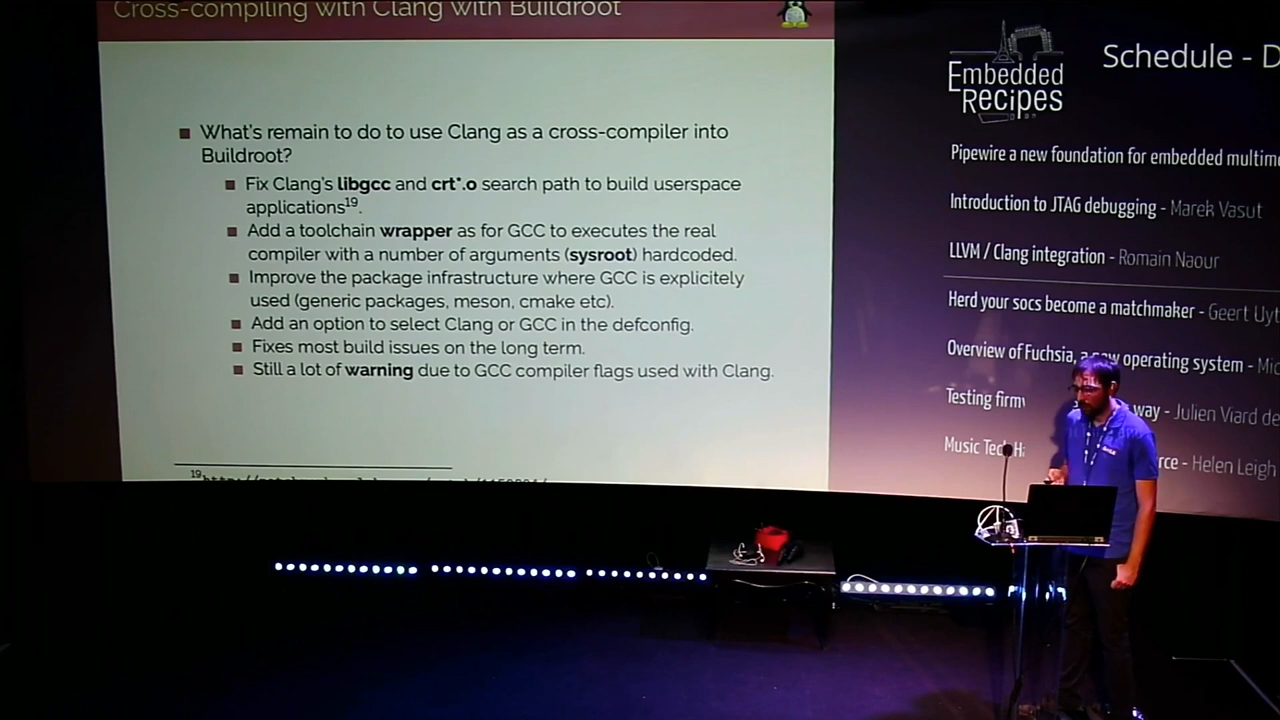 Cross-compiling with Clang with Buildroot
What's remain to do to use Clang as a cross-compiler into
Buildroot?
Fix Clang's libgcc and crt*.o search path to build userspace
applications19.
Add a toolchain wrapper as for GCC to executes the real
compiler with a number of arguments (sysroot) hardcoded.
Improve the package infrastructure where GCC is explicitely
used (generic packages, meson, cmake etc).
Add an option to select Clang or GCC in the defconfig.
Fixes most build issues on the long term.
Still a lot of warning due to GCC compiler flags used with Clang.
19
Embedded
Recipes
Schedule - D
Pipewire a new foundation for embedded multim
Introduction to JTAG debugging - Marek Vasut
LLVM / Clang integration - Romain Naour
Herd your socs become a matchmaker - Geert Uyt
Overview of Fuchsia, a new operating system - Mic
Testing firmw way - Julien Viard de
Music Tech Ha rce - Helen Leigh